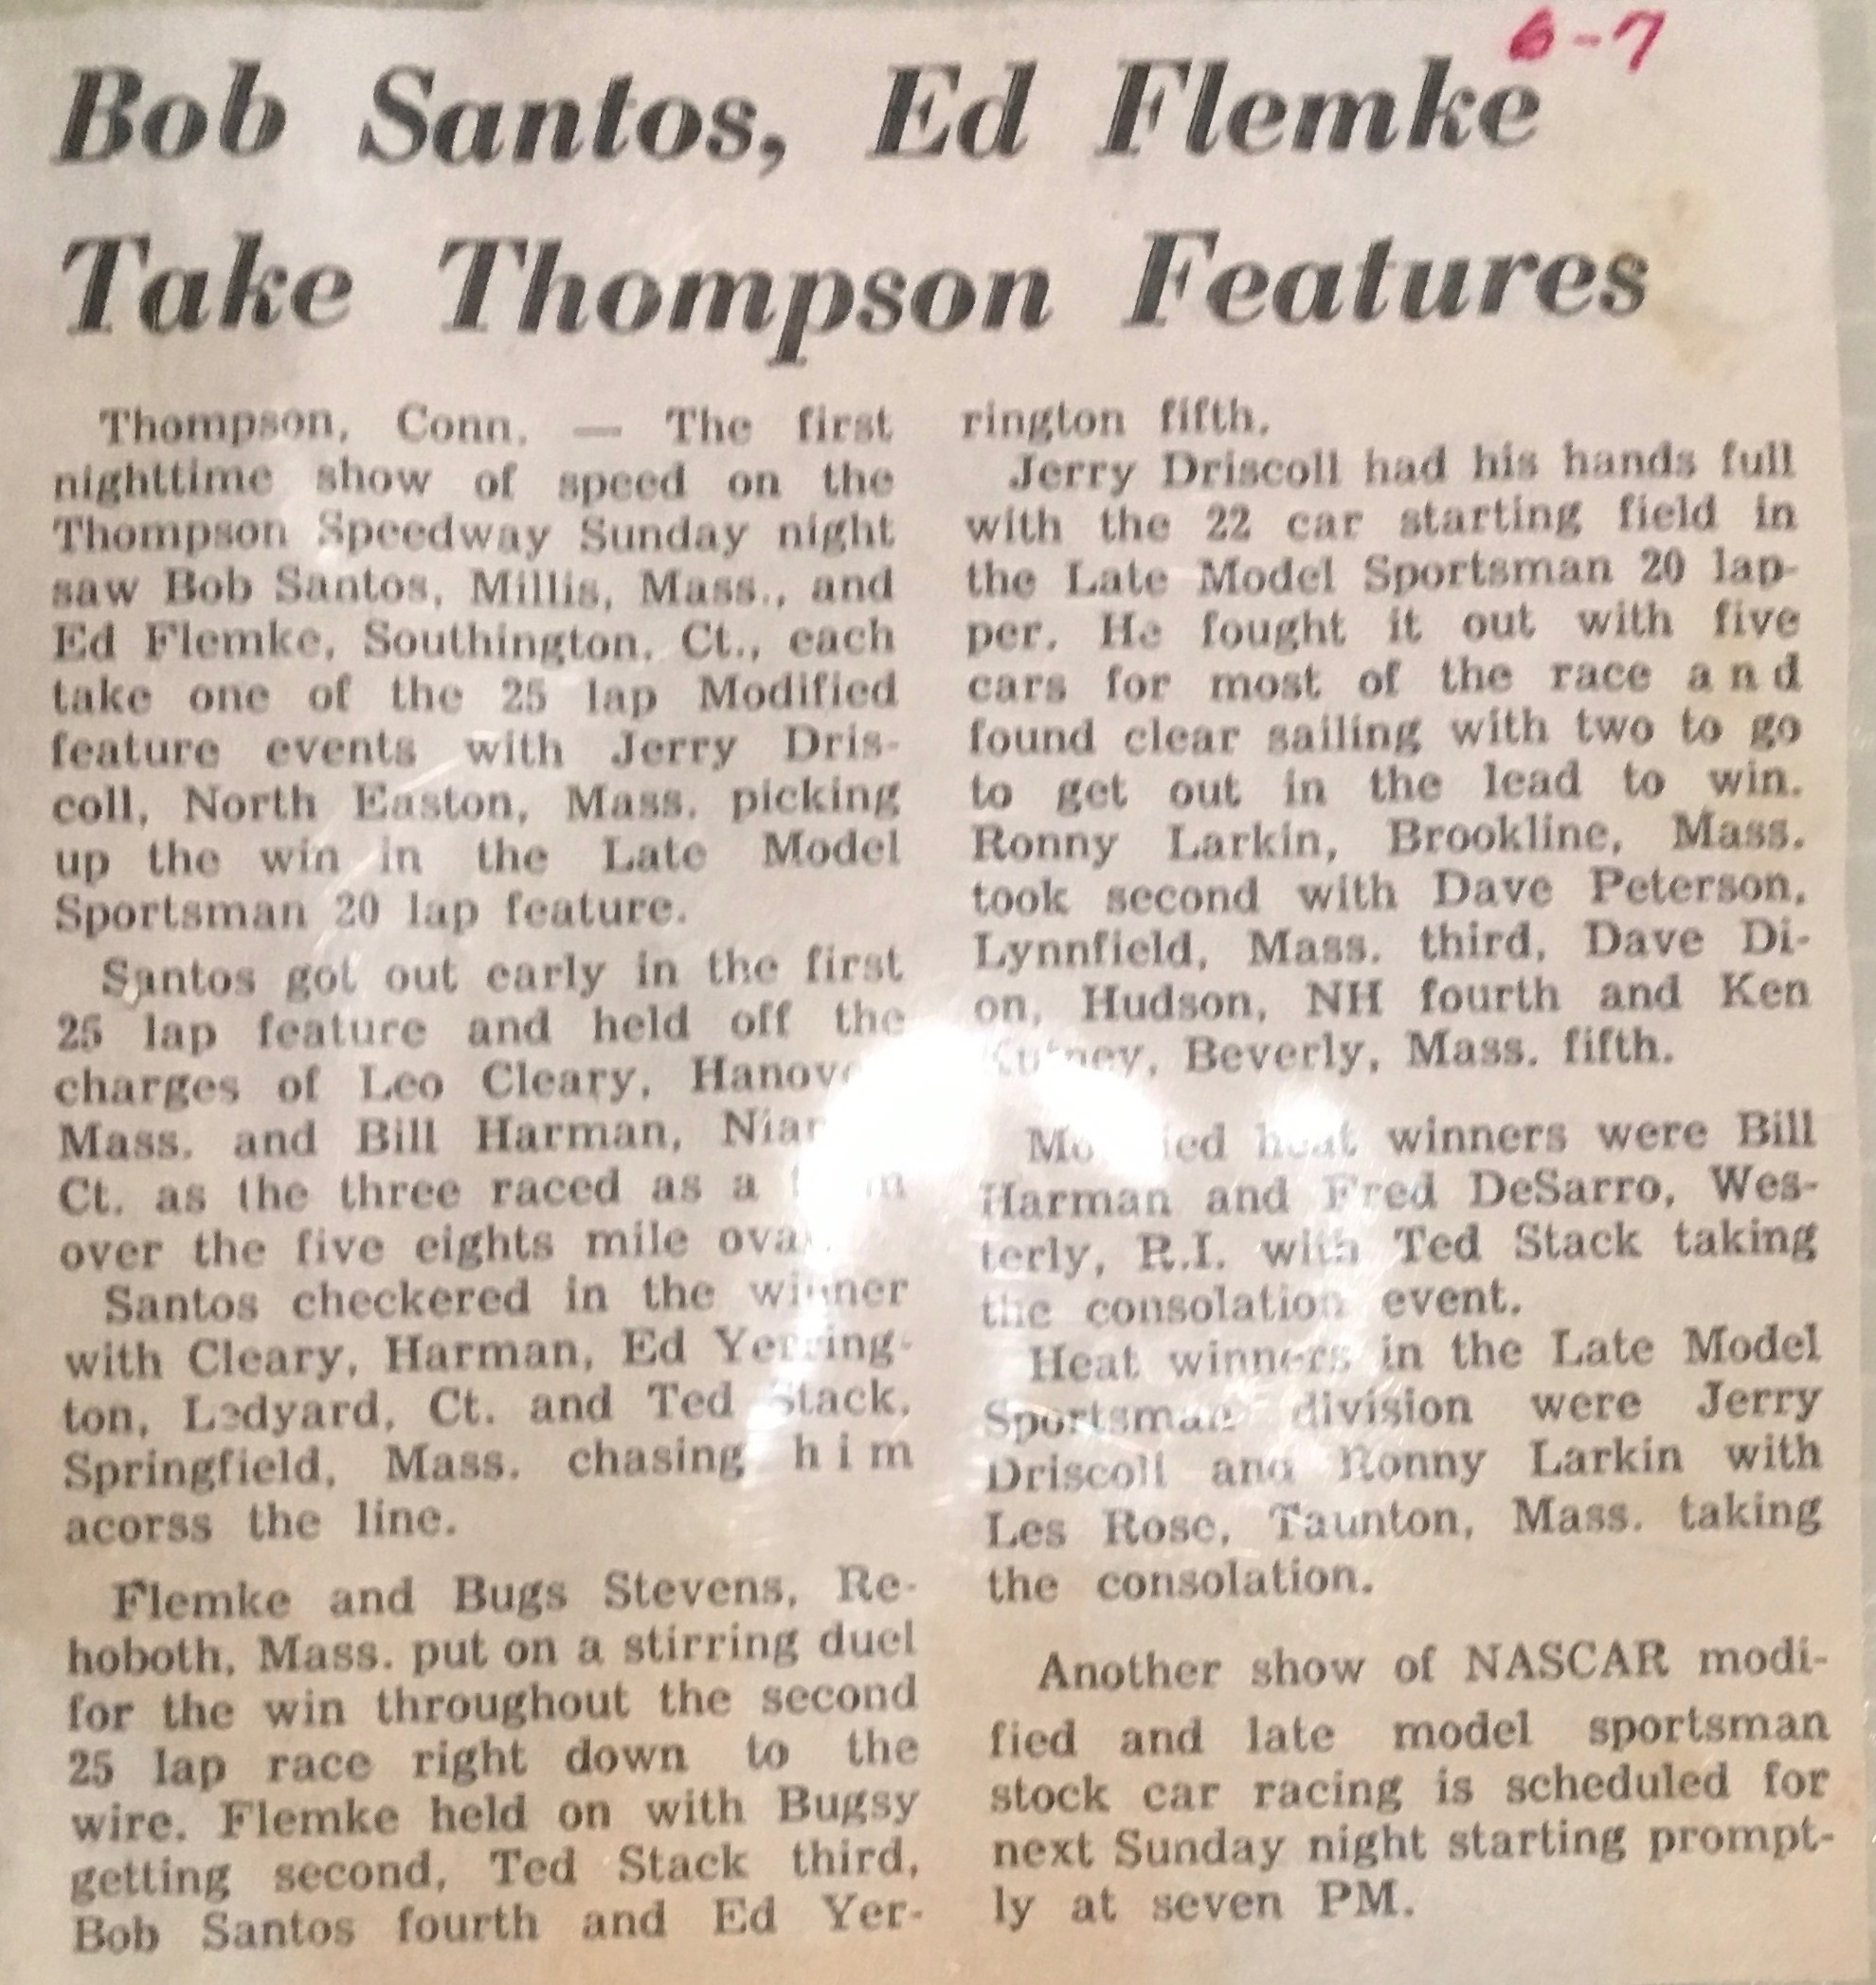 6-7
Bob Santos, Ed Flemke
Take Thompson Features
Thompson, Conn. — The first
nighttime show of speed on the
Thompson Speedway Sunday night
saw Bob Santos, Millis, Mass., and
Ed Flemke, Southington, Ct., each
take one of the 25 lap Modified
feature events with Jerry Dris-
coll, North Easton, Mass. picking
up the win in the Late Model
Sportsman 20 lap feature.
Santos got out early in the first
25 lap feature and held off the
charges of Leo Cleary,
Mass. and Bill Harman,
Ct. as the three raced as a
over the five eights mile
Santos checkered in the winner
with Cleary, Harman, Ed Yerring-
ton, Ledyard, Ct. and Ted Stack,
Springfield, Mass. chasing him
acorss the line.
Flemke and Bugs Stevens, Re-
hoboth, Mass. put on a stirring duel
for the win throughout the second
25 lap race right down to the
wire. Flemke held on with Bugsy
getting second, Ted Stack third,
Bob Santos fourth and Ed Yer-
rington fifth.
Jerry Driscoll had his hands full
with the 22 car starting field in
the Late Model Sportsman 20 lap-
per. He fought it out with five
cars for most of the race and
found clear sailing with two to go
to get out in the lead to win.
Ronny Larkin, Brookline, Mass.
took second with Dave Peterson,
Lynnfield, Mass. third, Dave Di-
on, Hudson, NH fourth and Ken
Beverly, Mass. fifth.
Modified heat winners were Bill
Harman and Fred DeSarro, Wes-
terly, R.I. with Ted Stack taking
the consolation event.
Heat winners in the Late Model
Sportsman division were Jerry
Driscoll and Ronny Larkin with
Les Rose, Taunton, Mass. taking
the consolation.
Another show of NASCAR modi-
fied and late model sportsman
stock car racing is scheduled for
next Sunday night starting prompt-
ly at seven PM.